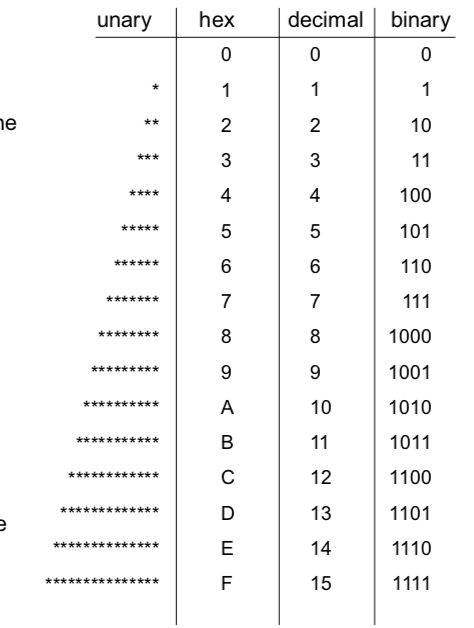 unary hex decimal binary
0 0 0
* 1 1 1
** 2 2 10
*** 3 3 11
**** 4 4 100
***** 5 5 101
****** 6 6 110
******* 7 7 111
******** 8 8 1000
********* 9 9 1001
********** A 10 1010
*********** B 11 1011
************ C 12 1100
************* D 13 1101
************** E 14 1110
*************** F 15 1111